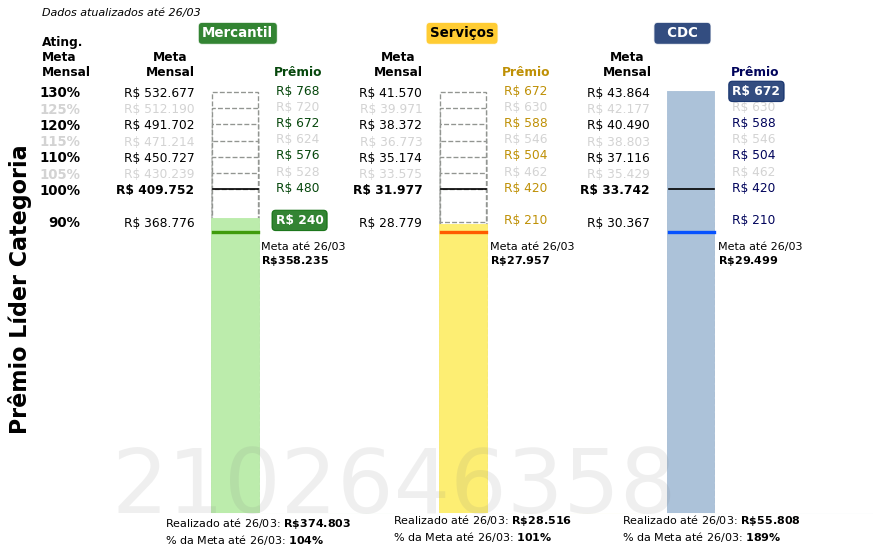 Dados atualizados até 26/03
Mercantil Serviços CDC
Ating. Meta Mensal
Meta Mensal Prêmio Meta Mensal Prêmio Meta Mensal Prêmio
130% R$ 532.677 R$ 768 R$ 41.570 R$ 672 R$ 43.864 R$ 672
125% R$ 512.190 R$ 720 R$ 39.971 R$ 630 R$ 42.177 R$ 630
120% R$ 491.702 R$ 672 R$ 38.372 R$ 588 R$ 40.490 R$ 588
115% R$ 471.214 R$ 624 R$ 36.773 R$ 546 R$ 38.803 R$ 546
110% R$ 450.727 R$ 576 R$ 35.174 R$ 504 R$ 37.116 R$ 504
105% R$ 430.239 R$ 528 R$ 33.575 R$ 462 R$ 35.429 R$ 462
100% R$ 409.752 R$ 480 R$ 31.977 R$ 420 R$ 33.742 R$ 420
90% R$ 368.776 R$ 240 R$ 28.779 R$ 210 R$ 30.367 R$ 210
Meta até 26/03 Meta até 26/03 Meta até 26/03
R$358.235 R$27.957 R$29.499
Prêmio Líder Categoria
2102646358
Realizado até 26/03: R$374.803 Realizado até 26/03: R$28.516 Realizado até 26/03: R$55.808
% da Meta até 26/03: 104% % da Meta até 26/03: 101% % da Meta até 26/03: 189%